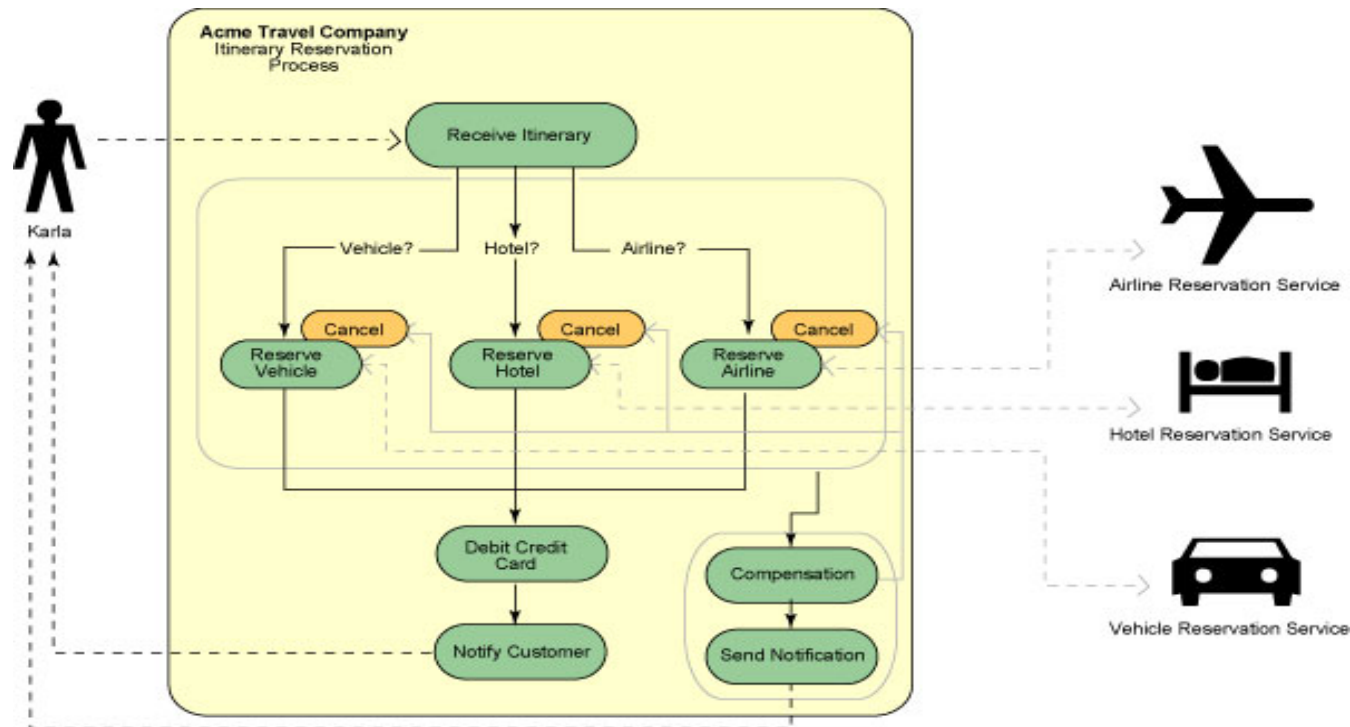 Acme Travel Company
Itinerary Reservation
Process
Receive Itinerary
Karla
Vehicle?
Hotel?
Airline?
Airline Reservation Service
Cancel
Cancel
Cancel
Reserve
Vehicle
Reserve
Hotel
Reserve
Airline
Hotel Reservation Service
Debit Credit
Card
Compensation
Vehicle Reservation Service
Notify Customer
Send Notification